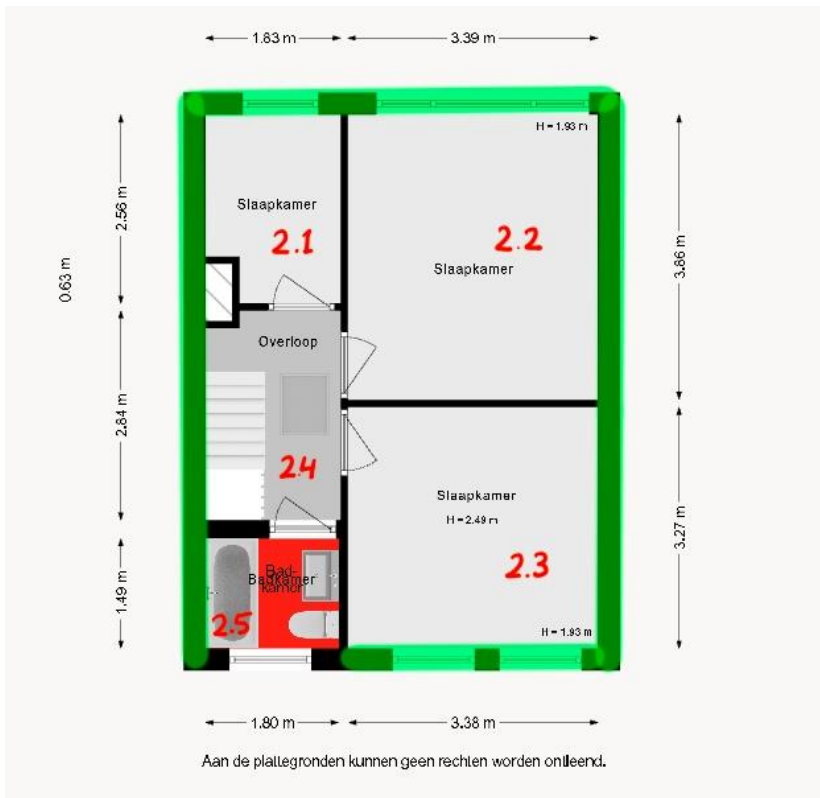 1.83 m
3.39 m
H = 1.93 m
2.56 m
Slaapkamer
2.1
2.2
3.86 m
0.63 m
Slaapkamer
Overloop
2.84 m
2.4
Slaapkamer
H = 2.49 m
3.27 m
2.3
Bad-
Badkamer
kamer
1.49 m
2.5
H = 1.93 m
1.80 m
3.38 m
Aan de plattegronden kunnen geen rechten worden ontleend.